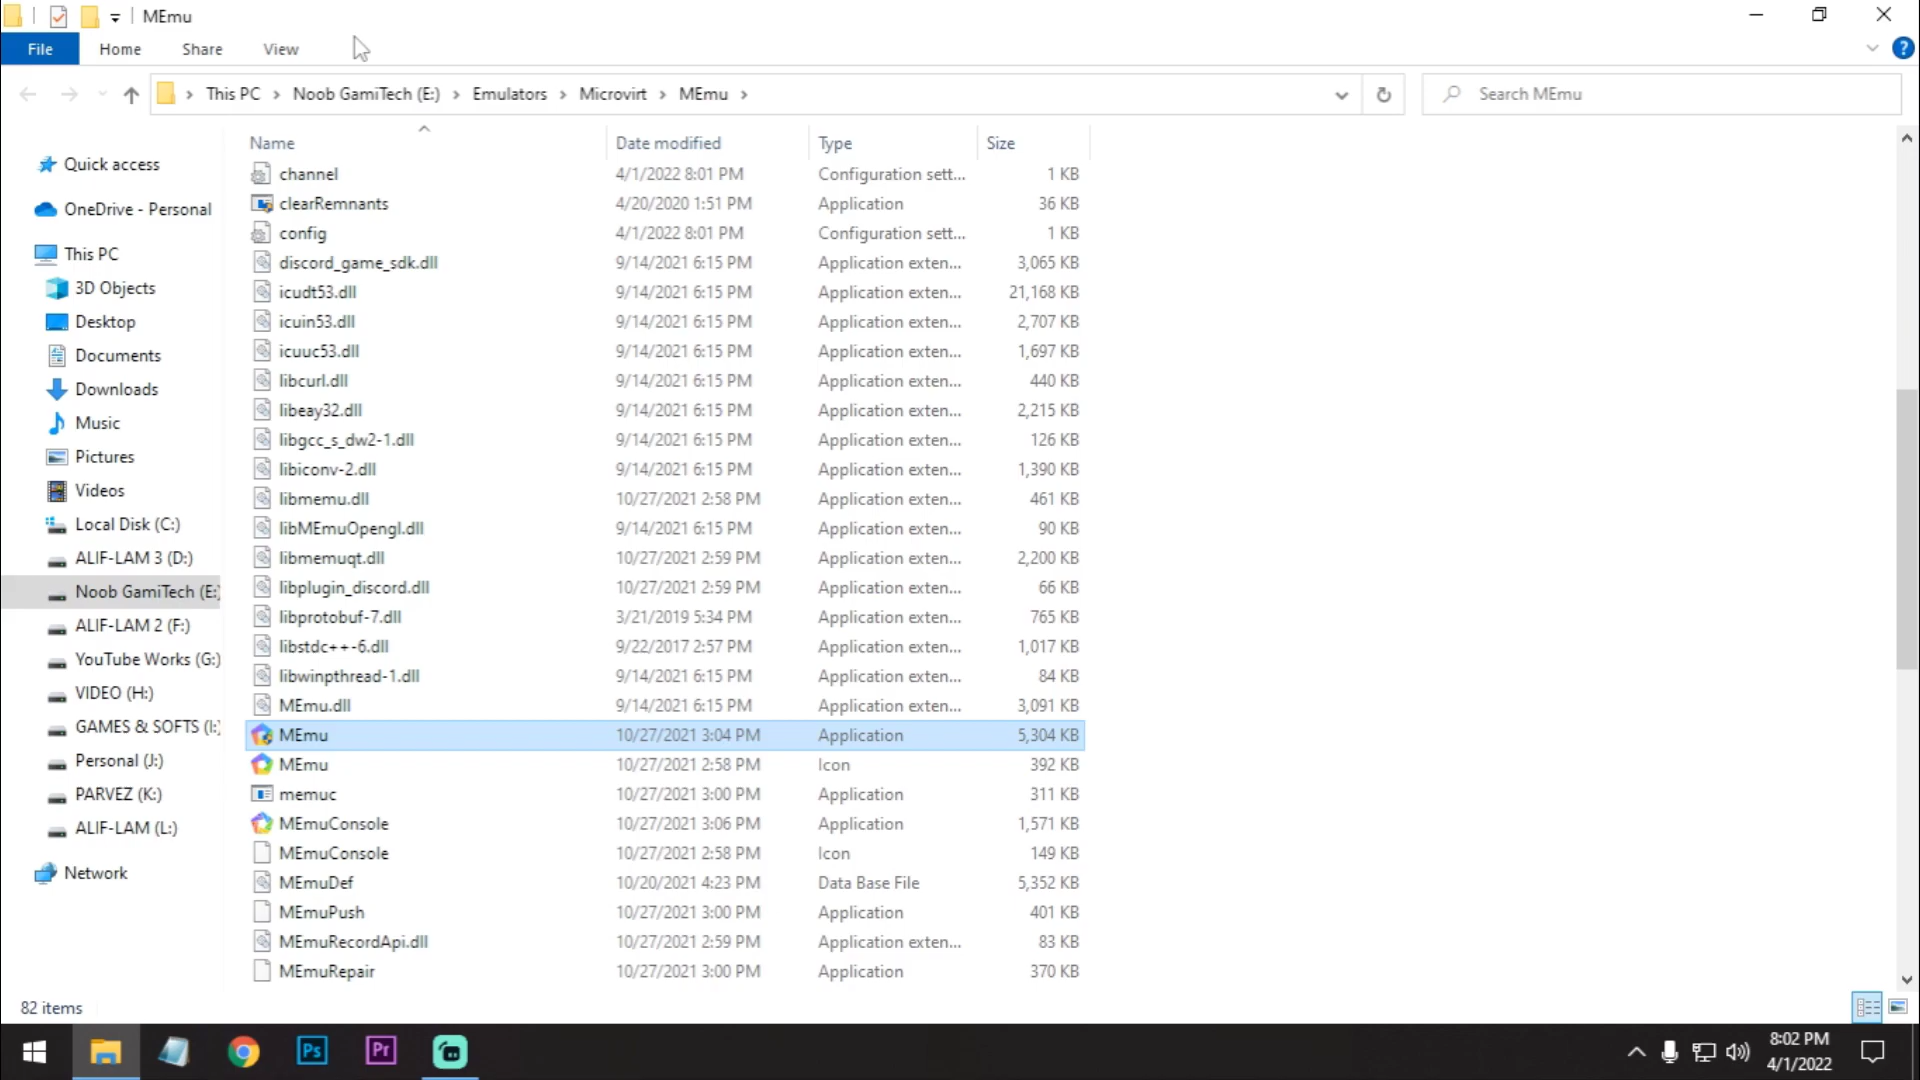 MEmu
File Home Share View
This PC > Noob GamiTech (E:) > Emulators > Microvirt > MEmu >
Search MEmu
Quick access
OneDrive - Personal
This PC
3D Objects
Desktop
Documents
Downloads
Music
Pictures
Videos
Local Disk (C:)
ALIF-LAM 3 (D:)
Noob GamiTech (E:)
ALIF-LAM 2 (F:)
YouTube Works (G:)
VIDEO (H:)
GAMES & SOFTS (I:)
Personal (J:)
PARVEZ (K:)
ALIF-LAM (L:)
Network
Name Date modified Type Size
channel 4/1/2022 8:01 PM Configuration sett... 1 KB
clearRemnants 4/20/2020 1:51 PM Application 36 KB
config 4/1/2022 8:01 PM Configuration sett... 1 KB
discord_game_sdk.dll 9/14/2021 6:15 PM Application exten... 3,065 KB
icudt53.dll 9/14/2021 6:15 PM Application exten... 21,168 KB
icuin53.dll 9/14/2021 6:15 PM Application exten... 2,707 KB
icuuc53.dll 9/14/2021 6:15 PM Application exten... 1,697 KB
libcurl.dll 9/14/2021 6:15 PM Application exten... 440 KB
libeay32.dll 9/14/2021 6:15 PM Application exten... 2,215 KB
libgcc_s_dw2-1.dll 9/14/2021 6:15 PM Application exten... 126 KB
libiconv-2.dll 9/14/2021 6:15 PM Application exten... 1,390 KB
libmemu.dll 10/27/2021 2:58 PM Application exten... 461 KB
libMEmuOpengl.dll 9/14/2021 6:15 PM Application exten... 90 KB
libmemuqt.dll 10/27/2021 2:59 PM Application exten... 2,200 KB
libplugin_discord.dll 10/27/2021 2:59 PM Application exten... 66 KB
libprotobuf-7.dll 3/21/2019 5:34 PM Application exten... 765 KB
libstdc++-6.dll 9/22/2017 2:57 PM Application exten... 1,017 KB
libwinpthread-1.dll 9/14/2021 6:15 PM Application exten... 84 KB
MEmu.dll 9/14/2021 6:15 PM Application exten... 3,091 KB
MEmu 10/27/2021 3:04 PM Application 5,304 KB
MEmu 10/27/2021 2:58 PM Icon 392 KB
memuc 10/27/2021 3:00 PM Application 311 KB
MEmuConsole 10/27/2021 3:06 PM Application 1,571 KB
MEmuConsole 10/27/2021 2:58 PM Icon 149 KB
MEmuDef 10/20/2021 4:23 PM Data Base File 5,352 KB
MEmuPush 10/27/2021 3:00 PM Application 401 KB
MEmuRecordApi.dll 10/27/2021 2:59 PM Application exten... 83 KB
MEmuRepair 10/27/2021 3:00 PM Application 370 KB
82 items
Ps Pr
8:02 PM
4/1/2022